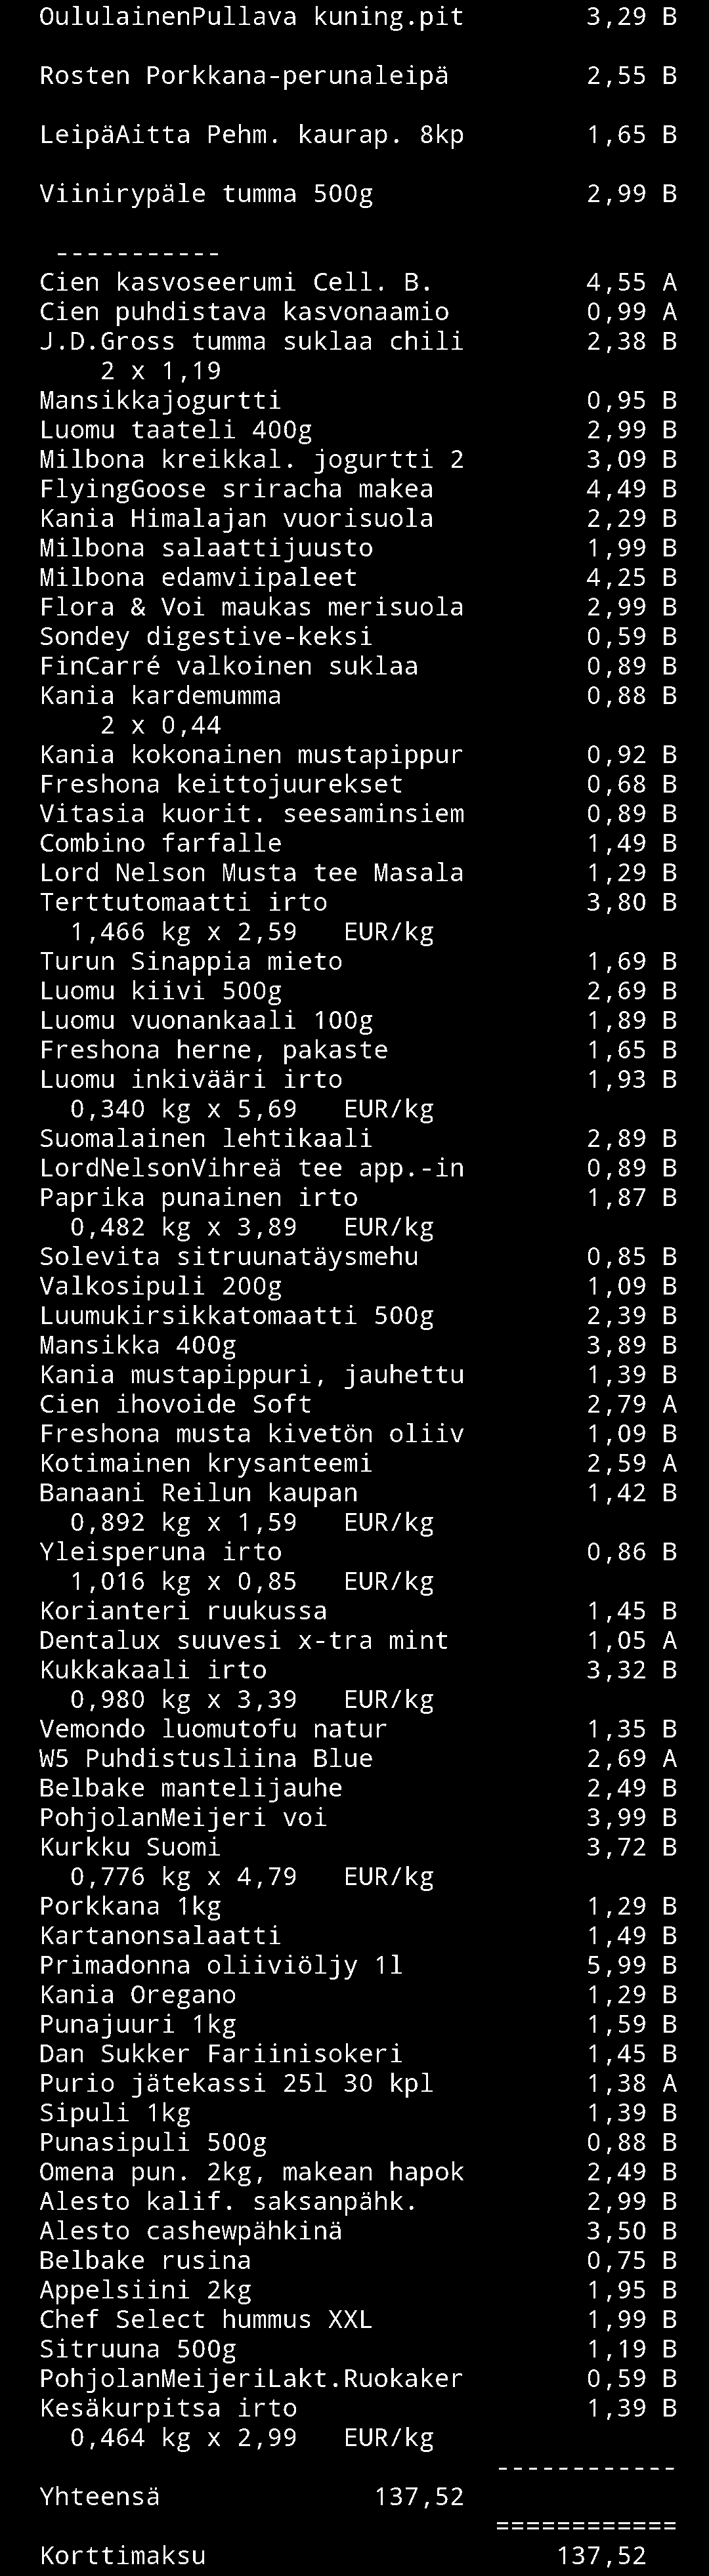 OululainenPullava kuning.pit 3,29 B
Rosten Porkkana-perunaleipä 2,55 B
LeipäAitta Pehm. kaurap. 8kp 1,65 B
Viinirypäle tumma 500g 2,99 B
-----------
Cien kasvoseerumi Cell. B. 4,55 A
Cien puhdistava kasvonaamio 0,99 A
J.D.Gross tumma suklaa chili 2,38 B
2 x 1,19
Mansikkajogurtti 0,95 B
Luomu taateli 400g 2,99 B
Milbona kreikkal. jogurtti 2 3,09 B
FlyingGoose sriracha makea 4,49 B
Kania Himalajan vuorisuola 2,29 B
Milbona salaattijuusto 1,99 B
Milbona edamviipaleet 4,25 B
Flora & Voi maukas merisuola 2,99 B
Sondey digestive-keksi 0,59 B
FinCarré valkoinen suklaa 0,89 B
Kania kardemumma 0,88 B
2 x 0,44
Kania kokonainen mustapippur 0,92 B
Freshona keittojuurekset 0,68 B
Vitasia kuorit. seesaminsiem 0,89 B
Combino farfalle 1,49 B
Lord Nelson Musta tee Masala 1,29 B
Terttutomaatti irto 3,80 B
1,466 kg x 2,59 EUR/kg
Turun Sinappia mieto 1,69 B
Luomu kiivi 500g 2,69 B
Luomu vuonankaali 100g 1,89 B
Freshona herne, pakaste 1,65 B
Luomu inkivääri irto 1,93 B
0,340 kg x 5,69 EUR/kg
Suomalainen lehtikaali 2,89 B
LordNelsonVihreä tee app.-in 0,89 B
Paprika punainen irto 1,87 B
0,482 kg x 3,89 EUR/kg
Solevita sitruunatäysmehu 0,85 B
Valkosipuli 200g 1,09 B
Luumukirsikkatomaatti 500g 2,39 B
Mansikka 400g 3,89 B
Kania mustapippuri, jauhettu 1,39 B
Cien ihovoide Soft 2,79 A
Freshona musta kivetön oliiv 1,09 B
Kotimainen krysanteemi 2,59 A
Banaani Reilun kaupan 1,42 B
0,892 kg x 1,59 EUR/kg
Yleisperuna irto 0,86 B
1,016 kg x 0,85 EUR/kg
Korianteri ruukussa 1,45 B
Dentalux suuvesi x-tra mint 1,05 A
Kukkakaali irto 3,32 B
0,980 kg x 3,39 EUR/kg
Vemondo luomutofu natur 1,35 B
W5 Puhdistusliina Blue 2,69 A
Belbake mantelijauhe 2,49 B
PohjolanMeijeri voi 3,99 B
Kurkku Suomi 3,72 B
0,776 kg x 4,79 EUR/kg
Porkkana 1kg 1,29 B
Kartanonsalaatti 1,49 B
Primadonna oliiviöljy 1l 5,99 B
Kania Oregano 1,29 B
Punajuuri 1kg 1,59 B
Dan Sukker Fariinisokeri 1,45 B
Purio jätekassi 25l 30 kpl 1,38 A
Sipuli 1kg 1,39 B
Punasipuli 500g 0,88 B
Omena pun. 2kg, makean hapok 2,49 B
Alesto kalif. saksanpähk. 2,99 B
Alesto cashewpähkinä 3,50 B
Belbake rusina 0,75 B
Appelsiini 2kg 1,95 B
Chef Select hummus XXL 1,99 B
Sitruuna 500g 1,19 B
PohjolanMeijeriLakt.Ruokaker 0,59 B
Kesäkurpitsa irto 1,39 B
0,464 kg x 2,99 EUR/kg
------------
Yhteensä 137,52
============
Korttimaksu 137,52